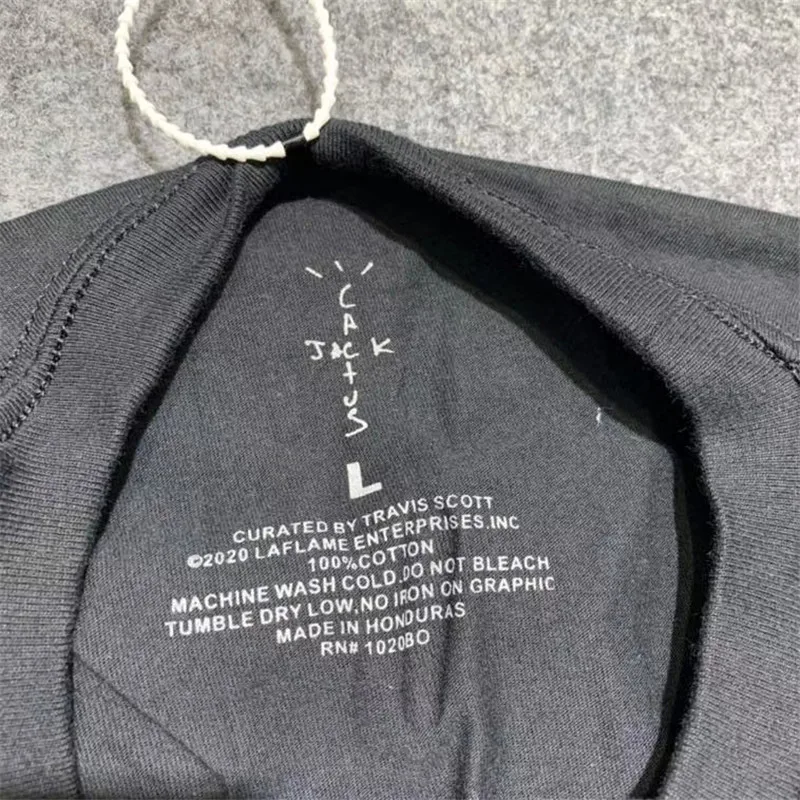 CACTUS
JACK
L
CURATED BY TRAVIS SCOTT
©2020 LAFLAME ENTERPRISES.INC
100%COTTON
MACHINE WASH COLD.DO NOT BLEACH
TUMBLE DRY LOW,NO IRON ON GRAPHIC
MADE IN HONDURAS
RN# 1020BO